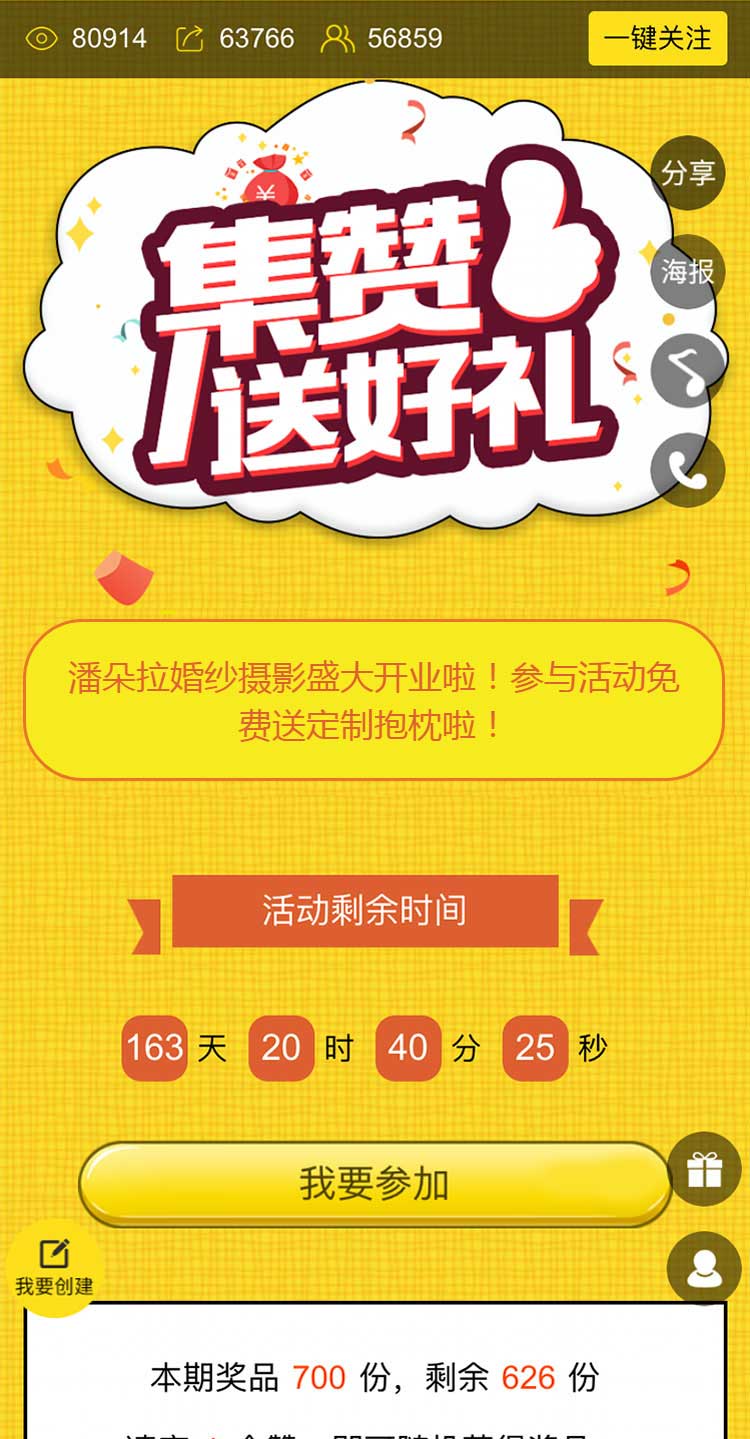 80914 63766 56859 一键关注
分享
海报
集赞
送好礼
潘朵拉婚纱摄影盛大开业啦！参与活动免
费送定制抱枕啦！
活动剩余时间
163 天 20 时 40 分 25 秒
我要参加
我要创建
本期奖品 700 份，剩余 626 份